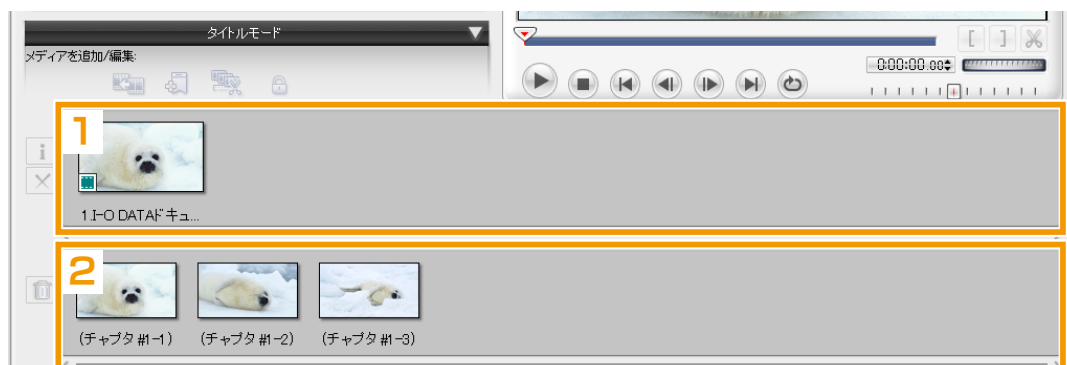 タイトルモード
メディアを追加/編集:
[ ]
0:00:00.00
1
i
1.I-O DATAドキュ...
2
(チャプタ #1-1)
(チャプタ #1-2)
(チャプタ #1-3)